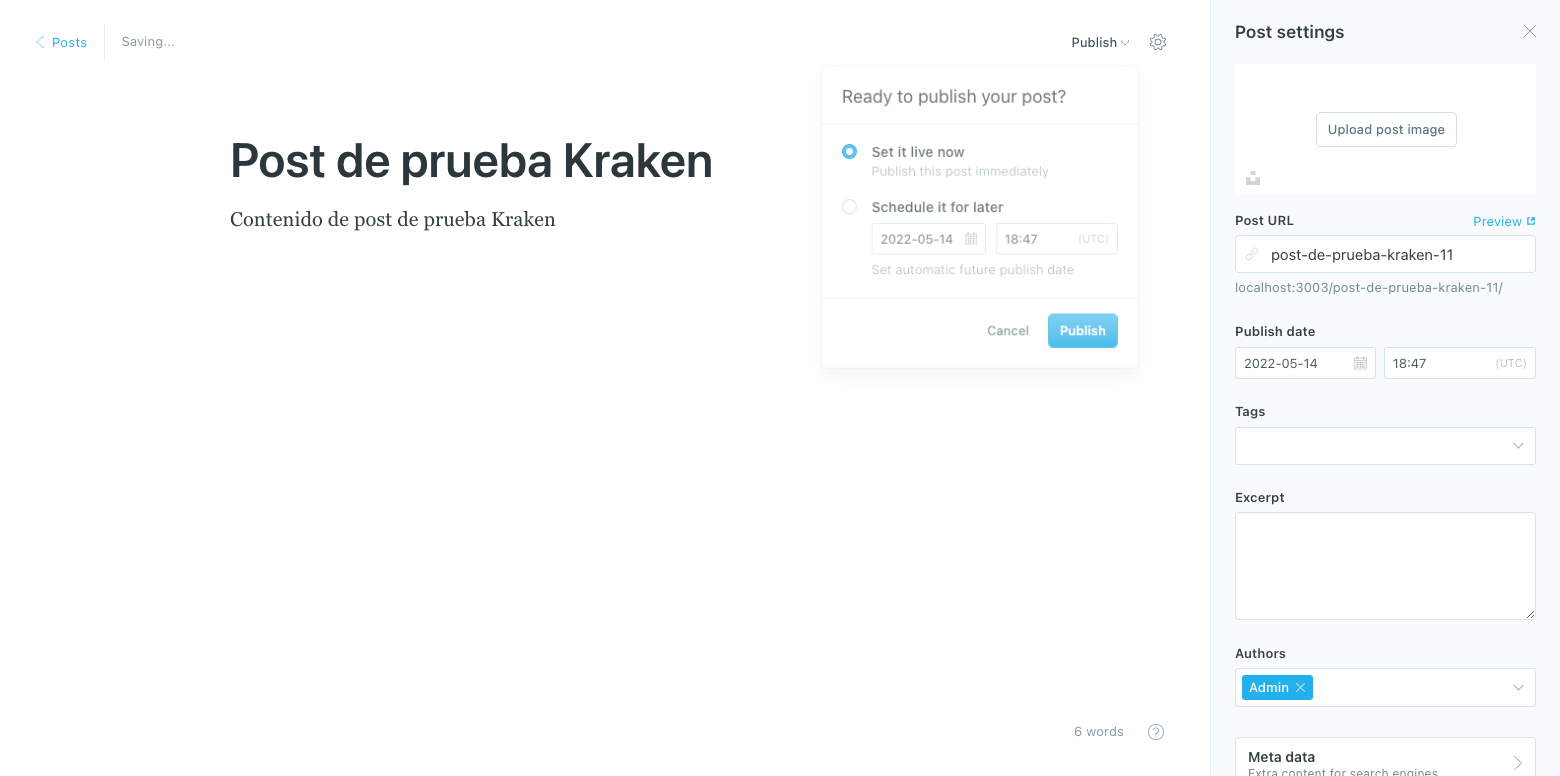 Posts
Saving...
Publish
Ready to publish your post?
Set it live now
Publish this post immediately
Schedule it for later
2022-05-14
18:47
(UTC)
Set automatic future publish date
Cancel
Publish
Post de prueba Kraken
Contenido de post de prueba Kraken
6 words
?
Post settings
Upload post image
Post URL
Preview
post-de-prueba-kraken-11
localhost:3003/post-de-prueba-kraken-11/
Publish date
2022-05-14
18:47
(UTC)
Tags
Excerpt
Authors
Admin
Meta data
Extra content for search engines